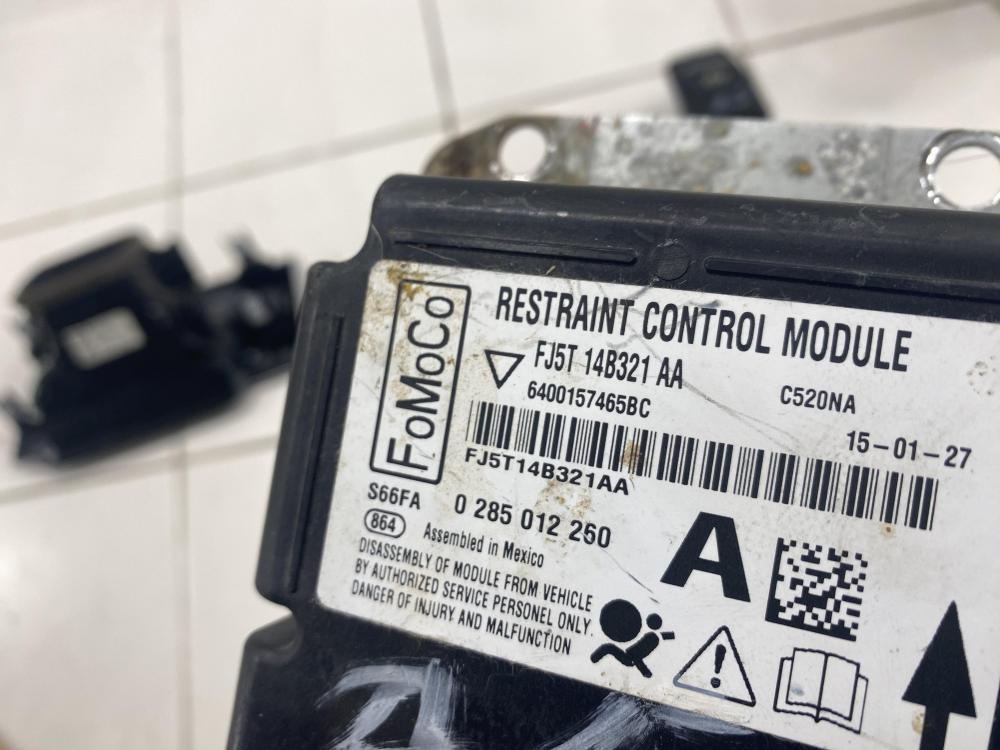 FoMoCo
RESTRAINT CONTROL MODULE
FJ5T 14B321 AA
C520NA
6400157465BC
15-01-27
FJ5T14B321AA
S66FA
0 285 012 250
864
Assembled in Mexico
A
DISASSEMBLY OF MODULE FROM VEHICLE
BY AUTHORIZED SERVICE PERSONEL ONLY.
DANGER OF INJURY AND MALFUNCTION